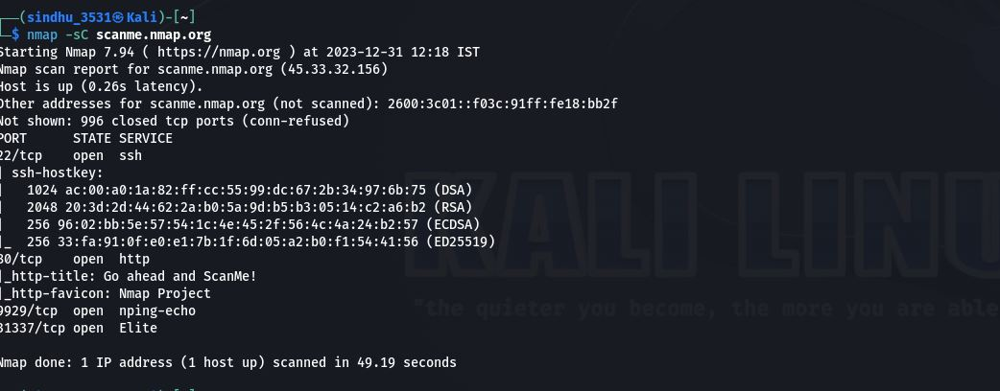 (sindhu_3531㉿Kali)-[~]
$ nmap -sC scanme.nmap.org
Starting Nmap 7.94 ( https://nmap.org ) at 2023-12-31 12:18 IST
Nmap scan report for scanme.nmap.org (45.33.32.156)
Host is up (0.26s latency).
Other addresses for scanme.nmap.org (not scanned): 2600:3c01::f03c:91ff:fe18:bb2f
Not shown: 996 closed tcp ports (conn-refused)
PORT      STATE SERVICE
22/tcp    open  ssh
| ssh-hostkey:
|   1024 ac:00:a0:1a:82:ff:cc:55:99:dc:67:2b:34:97:6b:75 (DSA)
|   2048 20:3d:2d:44:62:2a:b0:5a:9d:b5:b3:05:14:c2:a6:b2 (RSA)
|   256 96:02:bb:5e:57:54:1c:4e:45:2f:56:4c:4a:24:b2:57 (ECDSA)
|_  256 33:fa:91:0f:e0:e1:7b:1f:6d:05:a2:b0:f1:54:41:56 (ED25519)
80/tcp    open  http
|_http-title: Go ahead and ScanMe!
|_http-favicon: Nmap Project
9929/tcp  open  nping-echo
31337/tcp open  Elite
Nmap done: 1 IP address (1 host up) scanned in 49.19 seconds
KALI LINU
"the quieter you become, the more you are able